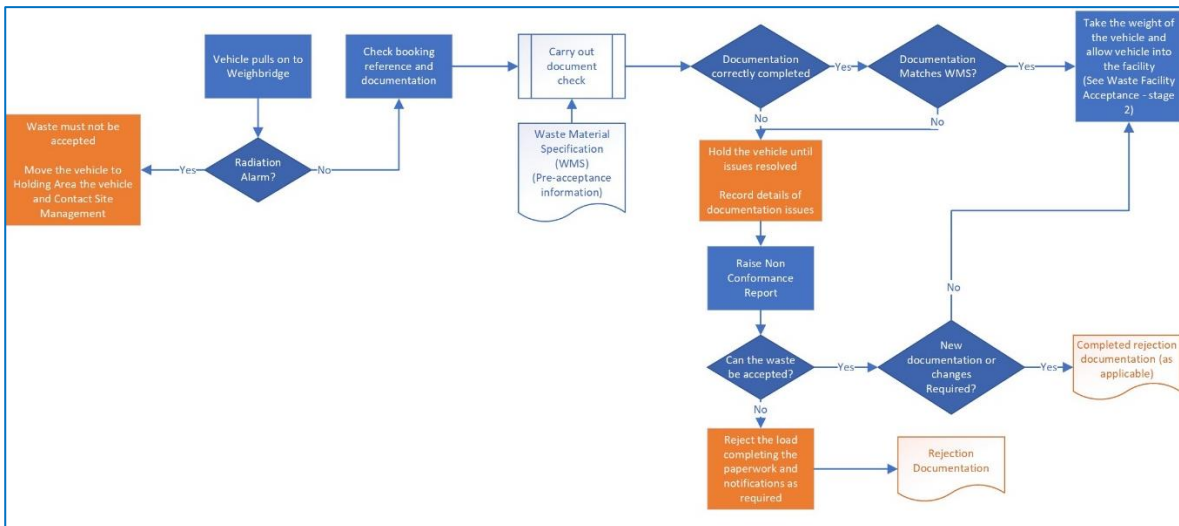 Vehicle pulls on to
Weighbridge
Check booking
reference and
documentation
Carry out
document
check
Documentation
correctly completed
Yes
Documentation
Matches WMS?
Yes
Take the weight of
the vehicle and
allow vehicle into
the facility
(See Waste Facility
Acceptance - stage
2)
Waste must not be
accepted
Move the vehicle to
Holding Area the vehicle
and Contact Site
Management
Yes
Radiation
Alarm?
No
Waste Material
Specification
(WMS)
(Pre-acceptance
information)
No
No
Hold the vehicle until
issues resolved
Record details of
documentation issues
Raise Non
Conformance
Report
No
Can the waste
be accepted?
Yes
New
documentation or
changes
Required?
Yes
Completed rejection
documentation (as
applicable)
No
Reject the load
completing the
paperwork and
notifications as
required
Rejection
Documentation